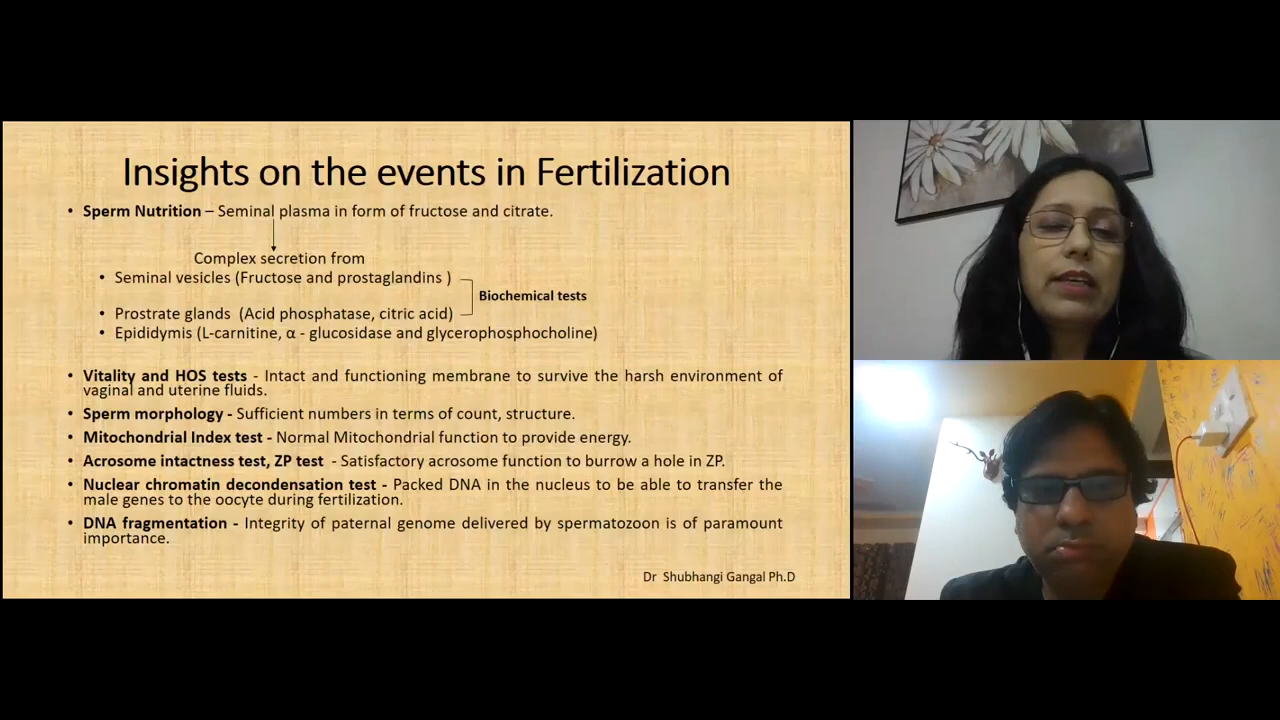 Insights on the events in Fertilization
• Sperm Nutrition – Seminal plasma in form of fructose and citrate.
Complex secretion from
• Seminal vesicles (Fructose and prostaglandins )
Biochemical tests
• Prostrate glands (Acid phosphatase, citric acid)
• Epididymis (L-carnitine, α - glucosidase and glycerophosphocholine)
• Vitality and HOS tests - Intact and functioning membrane to survive the harsh environment of
vaginal and uterine fluids.
• Sperm morphology - Sufficient numbers in terms of count, structure.
• Mitochondrial Index test - Normal Mitochondrial function to provide energy.
• Acrosome intactness test, ZP test - Satisfactory acrosome function to burrow a hole in ZP.
• Nuclear chromatin decondensation test - Packed DNA in the nucleus to be able to transfer the
male genes to the oocyte during fertilization.
• DNA fragmentation - Integrity of paternal genome delivered by spermatozoon is of paramount
importance.
Dr Shubhangi Gangal Ph.D